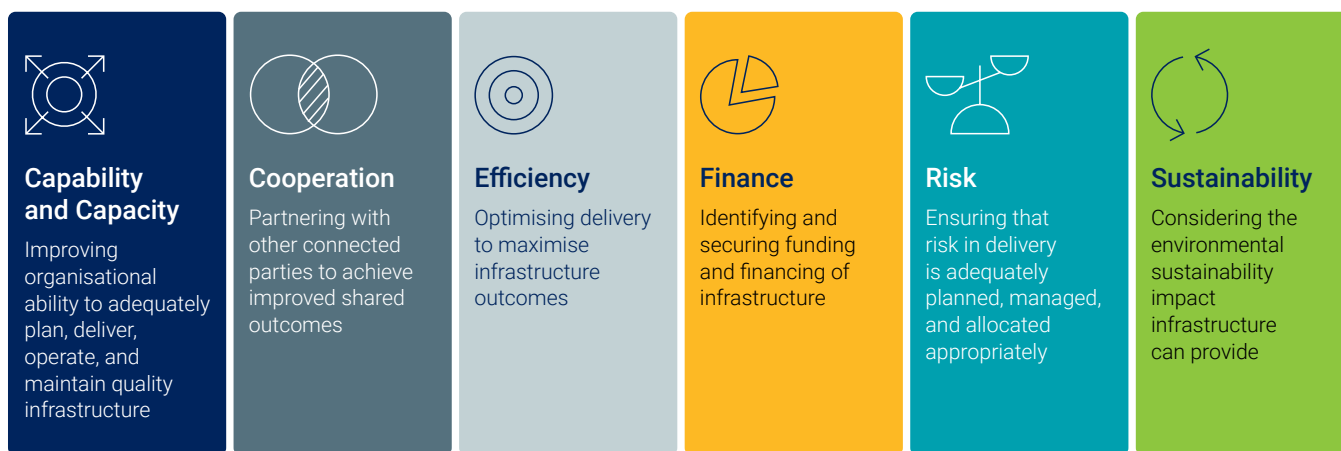 Capability
and Capacity
Improving
organisational
ability to adequately
plan, deliver,
operate, and
maintain quality
infrastructure
Cooperation
Partnering with
other connected
parties to achieve
improved shared
outcomes
Efficiency
Optimising delivery
to maximise
infrastructure
outcomes
Finance
Identifying and
securing funding
and financing of
infrastructure
Risk
Ensuring that
risk in delivery
is adequately
planned, managed,
and allocated
appropriately
Sustainability
Considering the
environmental
sustainability
impact
infrastructure
can provide